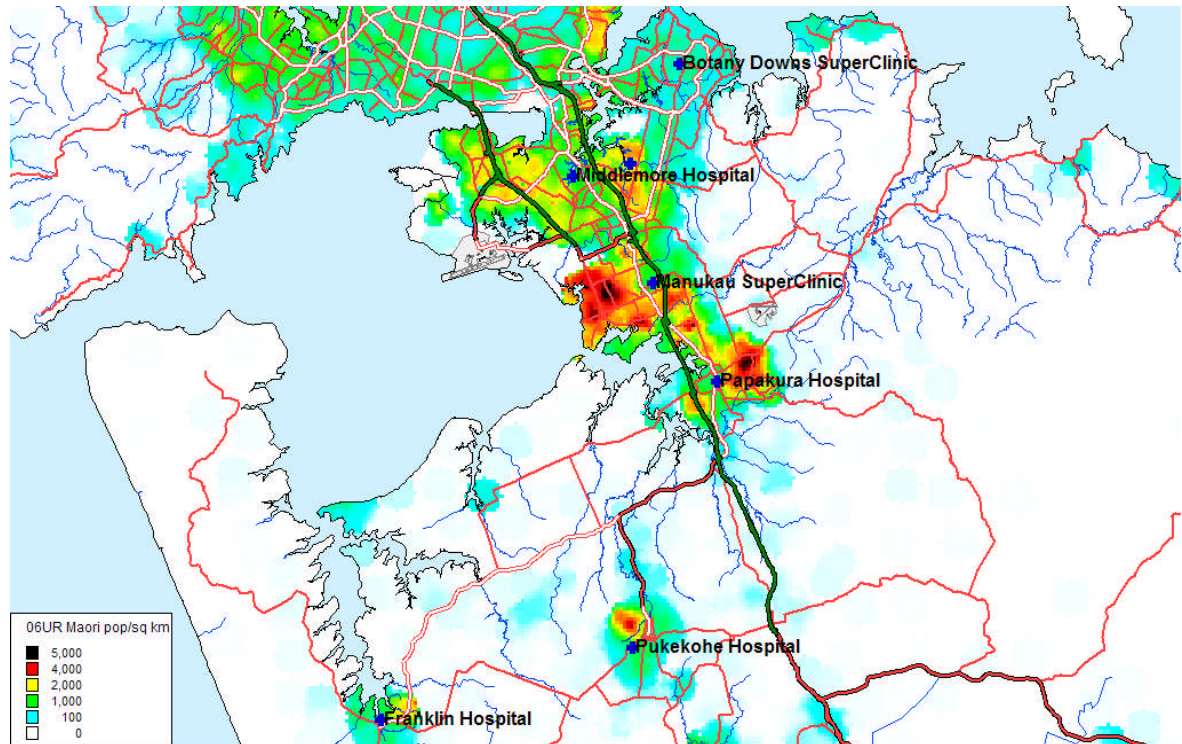 Botany Downs SuperClinic
Middlemore Hospital
Manukau SuperClinic
Papakura Hospital
Pukekohe Hospital
Franklin Hospital
06UR Maori pop/sq km
5,000
4,000
2,000
1,000
100
0